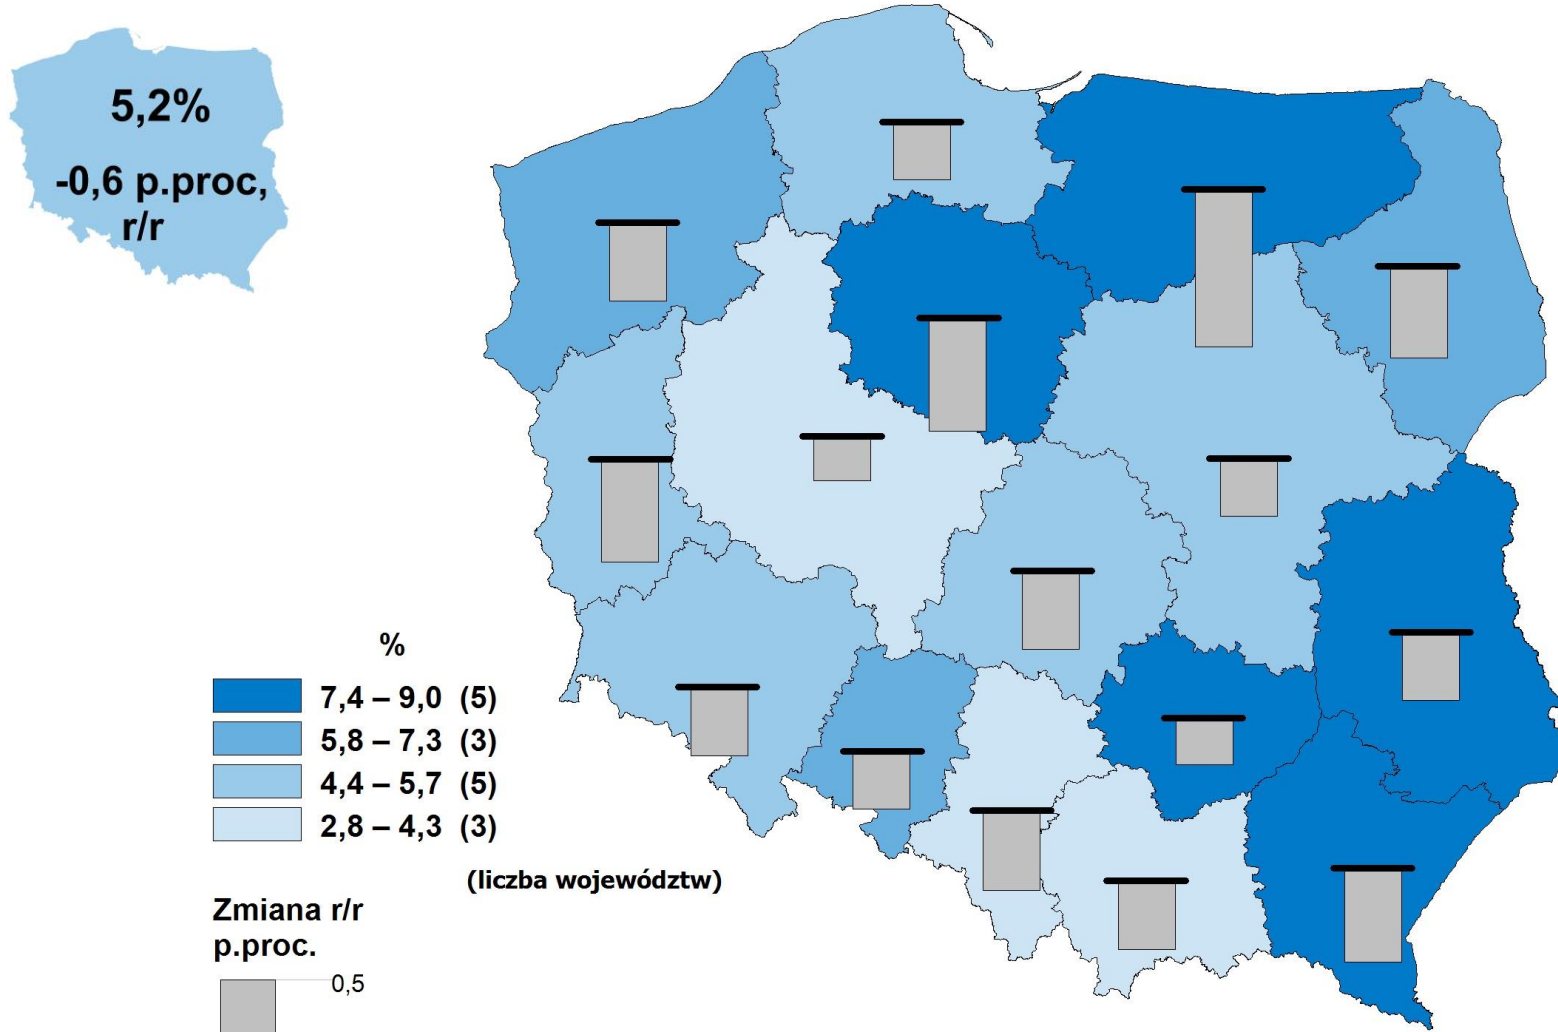 5,2%
-0,6 p.proc,
r/r
%
7,4 – 9,0 (5)
5,8 – 7,3 (3)
4,4 – 5,7 (5)
2,8 – 4,3 (3)
(liczba województw)
Zmiana r/r
p.proc.
0,5